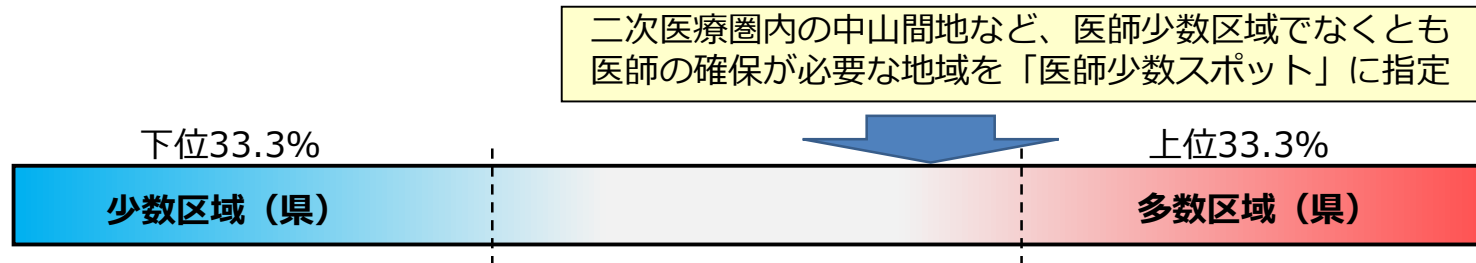 二次医療圏内の中山間地など、医師少数区域でなくとも
医師の確保が必要な地域を「医師少数スポット」に指定
下位33.3%
上位33.3%
少数区域（県）
多数区域（県）